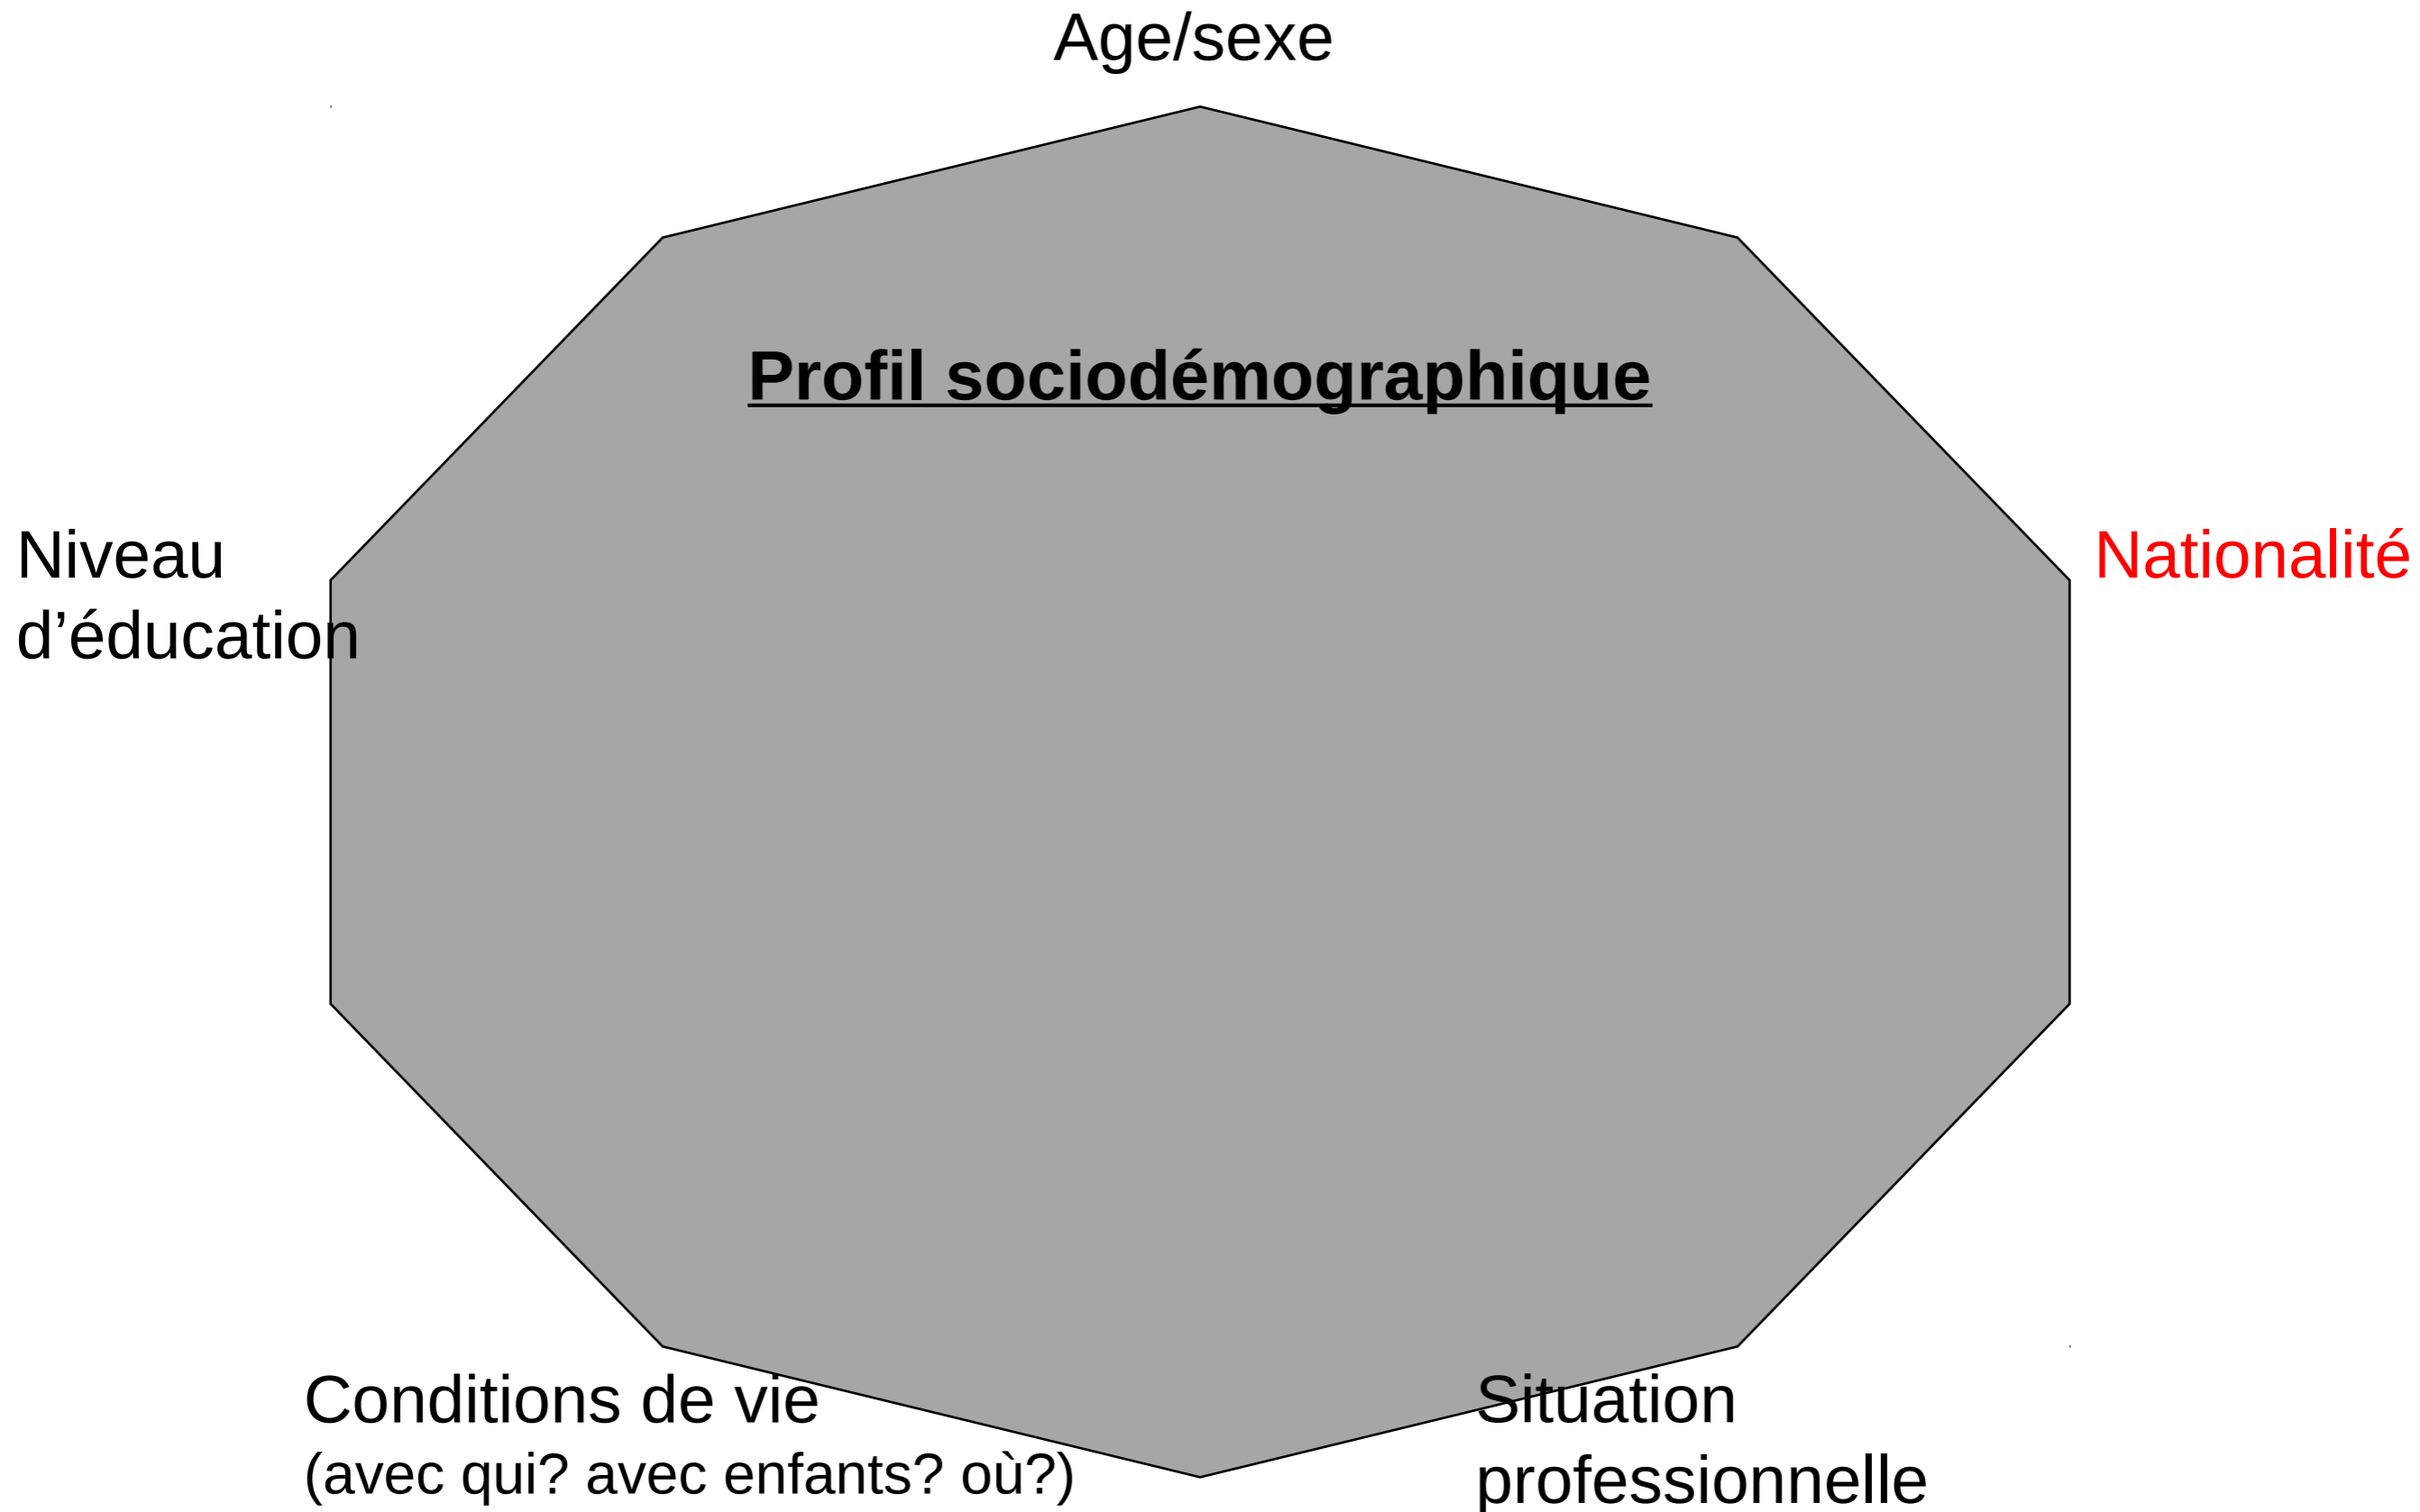 Age/sexe
Profil sociodémographique
Niveau
d’éducation
Nationalité
Conditions de vie
(avec qui? avec enfants? où?)
Situation
professionnelle